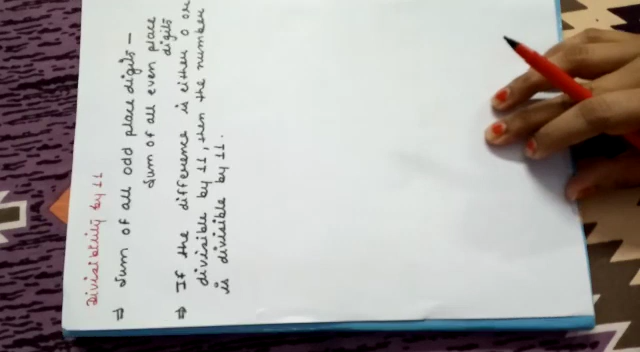 Divisibility by 11
⇒ Sum of all odd place digits –
Sum of all even place
digits
⇒ If the difference is either 0 or
divisible by 11, then the number
is divisible by 11.